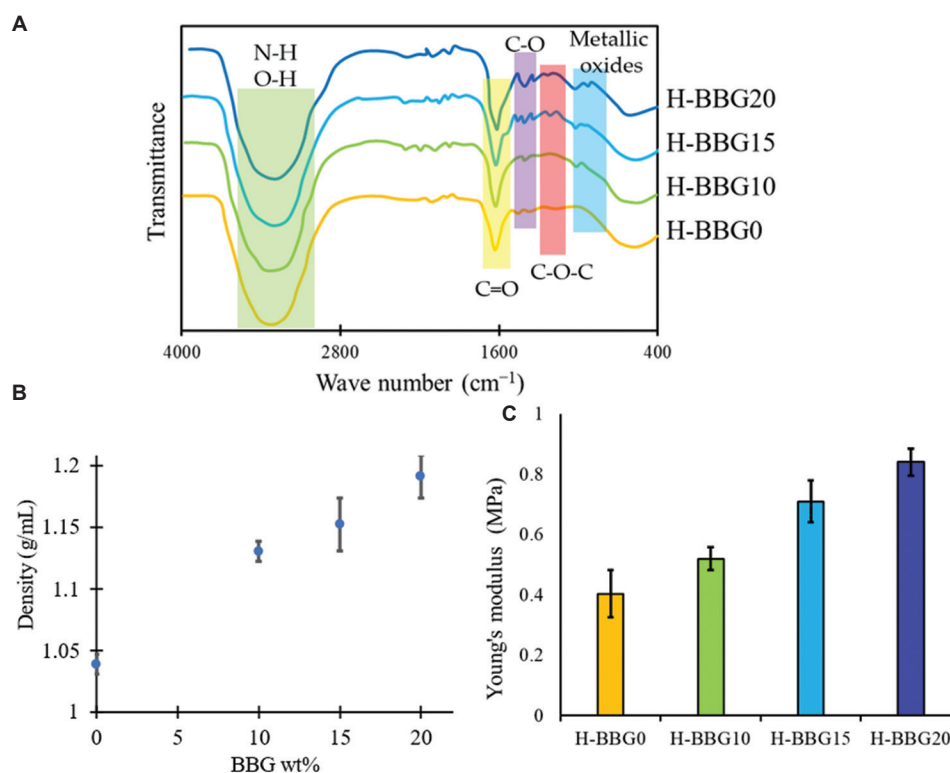 A
N-H
O-H
C-O
Metallic
oxides
H-BBG20
H-BBG15
H-BBG10
H-BBG0
C=O
C-O-C
Transmittance
4000
2800
1600
400
Wave number (cm⁻¹)
B
1.2
1.15
1.1
1.05
1
Density (g/mL)
0
5
10
15
20
BBG wt%
C
1
0.8
0.6
0.4
0.2
0
Young's modulus (MPa)
H-BBG0
H-BBG10
H-BBG15
H-BBG20